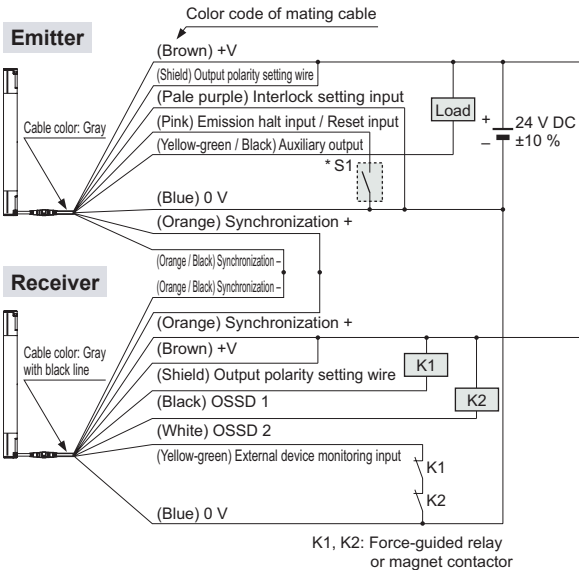 Color code of mating cable
Emitter
(Brown) +V
(Shield) Output polarity setting wire
(Pale purple) Interlock setting input
(Pink) Emission halt input / Reset input
(Yellow-green / Black) Auxiliary output
Cable color: Gray
Load
+
–
24 V DC
±10 %
* S1
(Blue) 0 V
(Orange) Synchronization +
(Orange / Black) Synchronization –
(Orange / Black) Synchronization –
Receiver
(Orange) Synchronization +
(Brown) +V
(Shield) Output polarity setting wire
(Black) OSSD 1
(White) OSSD 2
(Yellow-green) External device monitoring input
Cable color: Gray
with black line
K1
K2
K1
K2
(Blue) 0 V
K1, K2: Force-guided relay
or magnet contactor